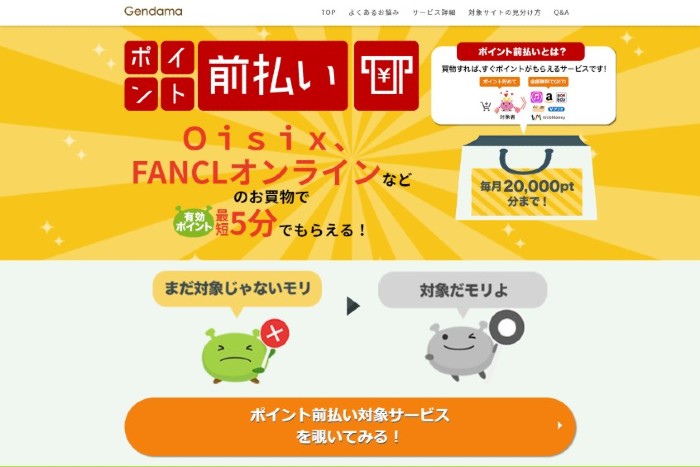 Gendama
TOP よくあるお悩み サービス詳細 対象サイトの見分け方 Q&A
ポイント
前払い
¥
ポイント前払いとは？
買物すれば、すぐポイントがもらえるサービスです！
対象者
Oisix、
FANCLオンラインなど
のお買物で
有効
ポイント
最短5分でもらえる！
毎月20,000pt
分まで！
まだ対象じゃないモリ
対象だモリよ
ポイント前払い対象サービス
を覗いてみる！